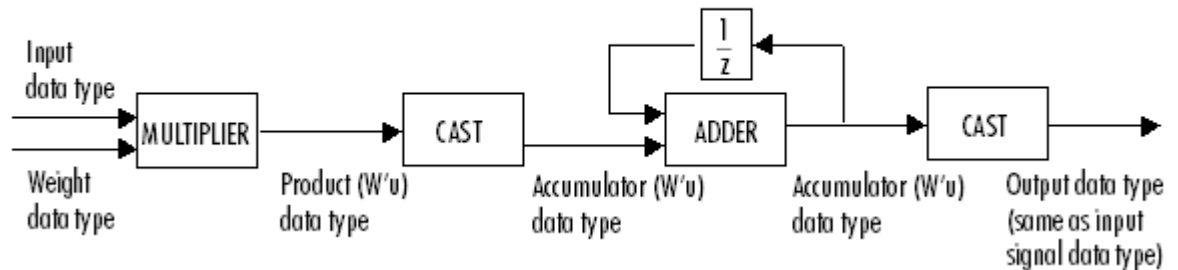 Input
data type
1
z
MULTIPLIER
CAST
ADDER
CAST
Weight
data type
Product (W'u)
data type
Accumulator (W'u)
data type
Accumulator (W'u)
data type
Output data type
(same as input
signal data type)